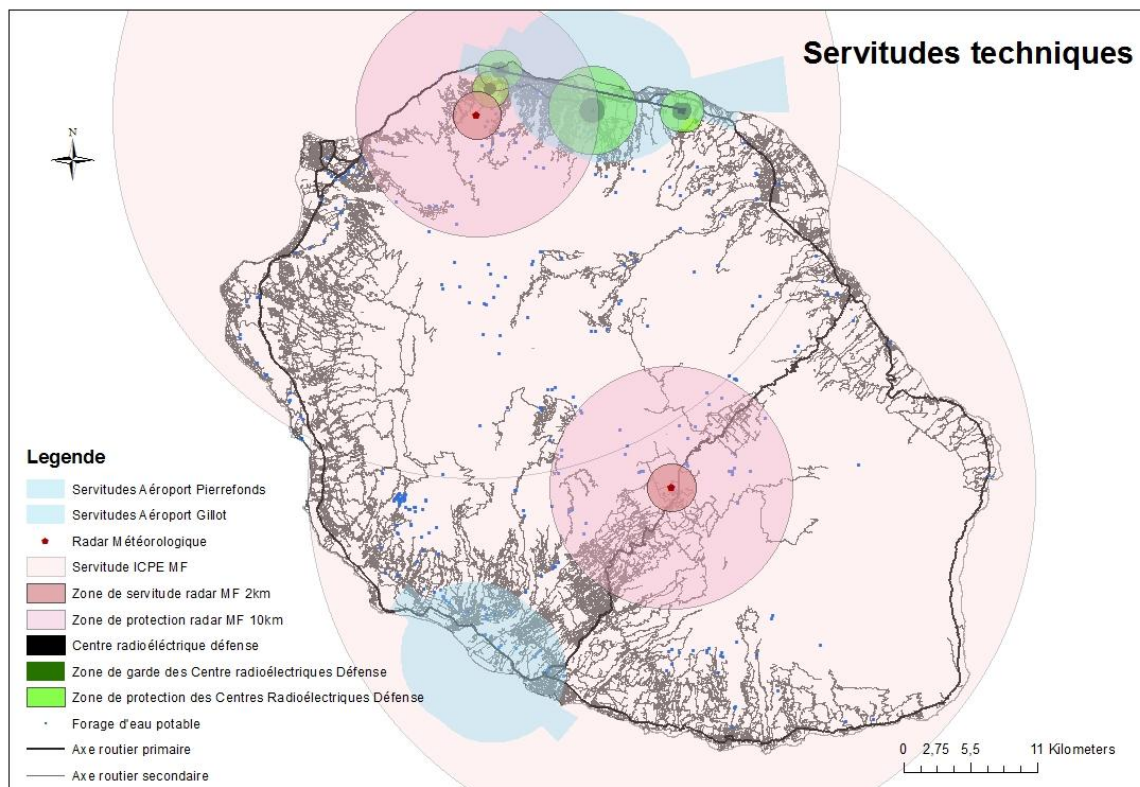 Servitudes techniques
N
Legende
Servitudes Aéroport Pierrefonds
Servitudes Aéroport Gillot
Radar Météorologique
Servitude ICPE MF
Zone de servitude radar MF 2km
Zone de protection radar MF 10km
Centre radioéléctrique défense
Zone de garde des Centre radioélectriques Défense
Zone de protection des Centres Radioélectriques Défense
Forage d'eau potable
Axe routier primaire
Axe routier secondaire
0 2,75 5,5 11 Kilometers